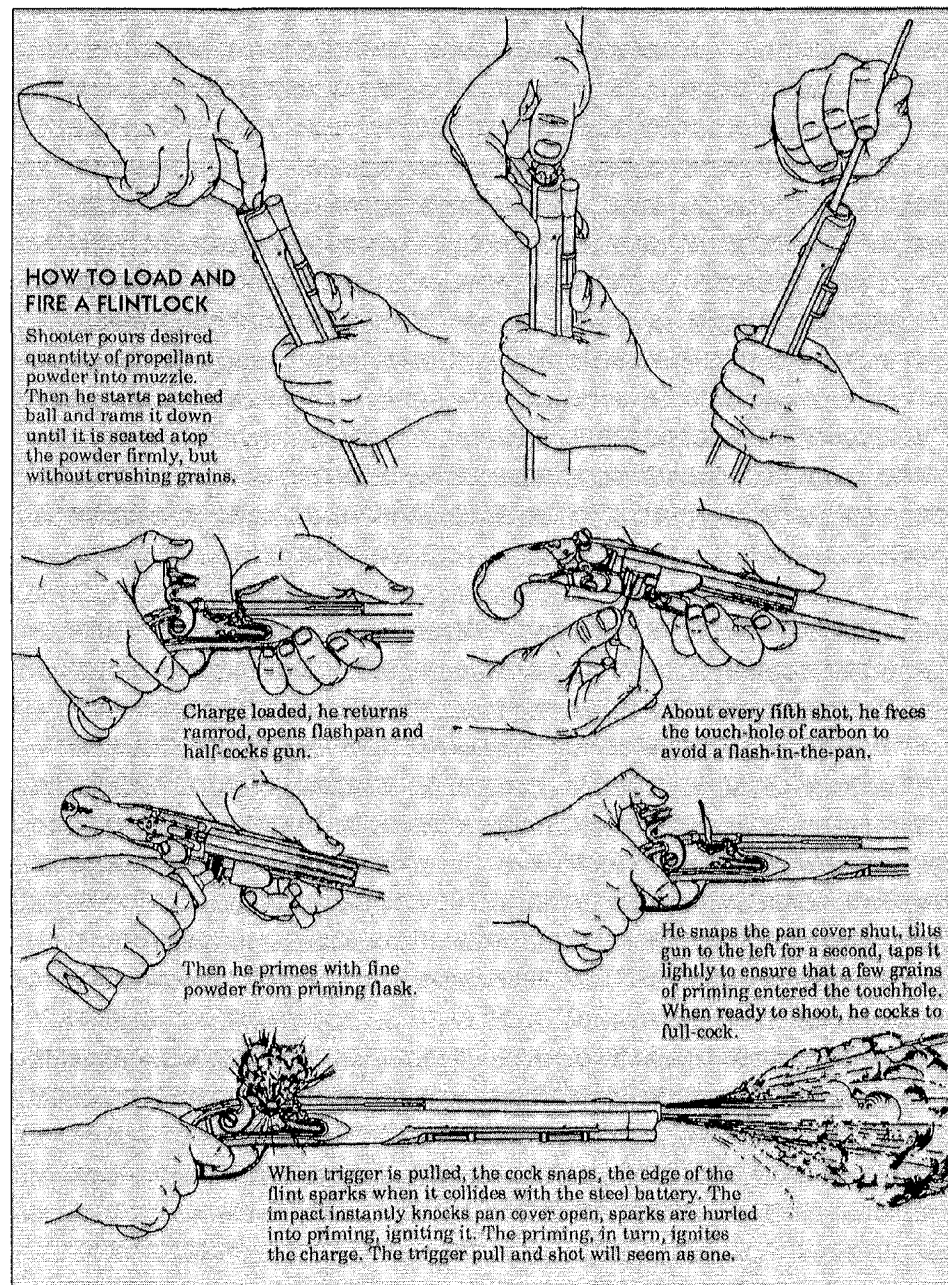 HOW TO LOAD AND
FIRE A FLINTLOCK
Shooter pours desired
quantity of propellant
powder into muzzle.
Then he starts patched
ball and rams it down
until it is seated atop
the powder firmly, but
without crushing grains.
Charge loaded, he returns
ramrod, opens flashpan and
half-cocks gun.
About every fifth shot, he frees
the touch-hole of carbon to
avoid a flash-in-the-pan.
Then he primes with fine
powder from priming flask.
He snaps the pan cover shut, tilts
gun to the left for a second, taps it
lightly to ensure that a few grains
of priming entered the touchhole.
When ready to shoot, he cocks to
full-cock.
When trigger is pulled, the cock snaps, the edge of the
flint sparks when it collides with the steel battery. The
impact instantly knocks pan cover open, sparks are hurled
into priming, igniting it. The priming, in turn, ignites
the charge. The trigger pull and shot will seem as one.